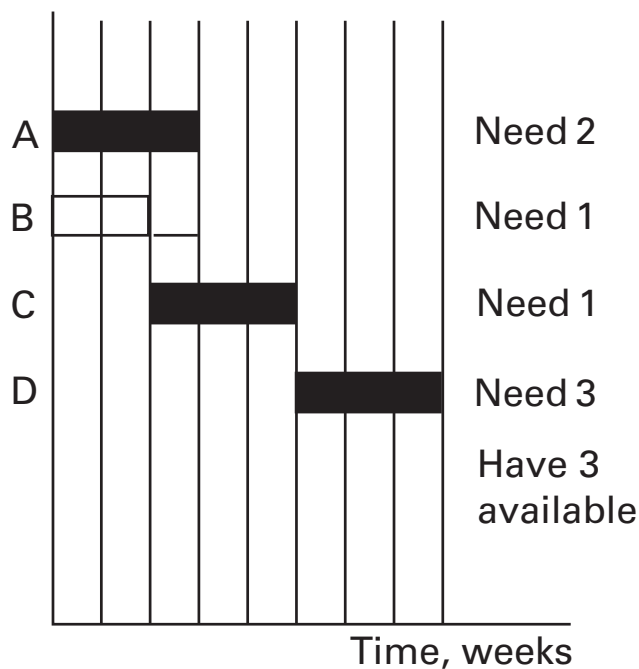 A Need 2
B Need 1
C Need 1
D Need 3
Have 3
available
Time, weeks